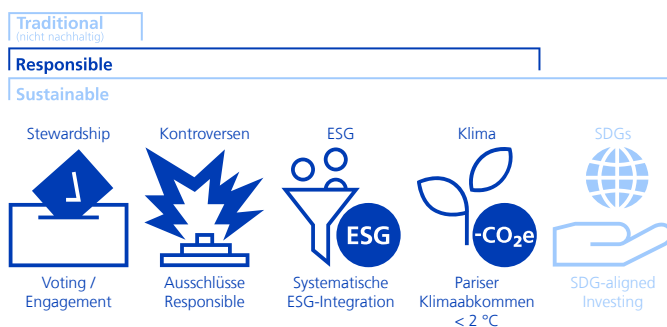 Traditional
(nicht nachhaltig)
Responsible
Sustainable
Stewardship
Kontroversen
ESG
Klima
SDGs
ESG
-CO₂e
Voting /
Engagement
Ausschlüsse
Responsible
Systematische
ESG-Integration
Pariser
Klimaabkommen
< 2 °C
SDG-aligned
Investing